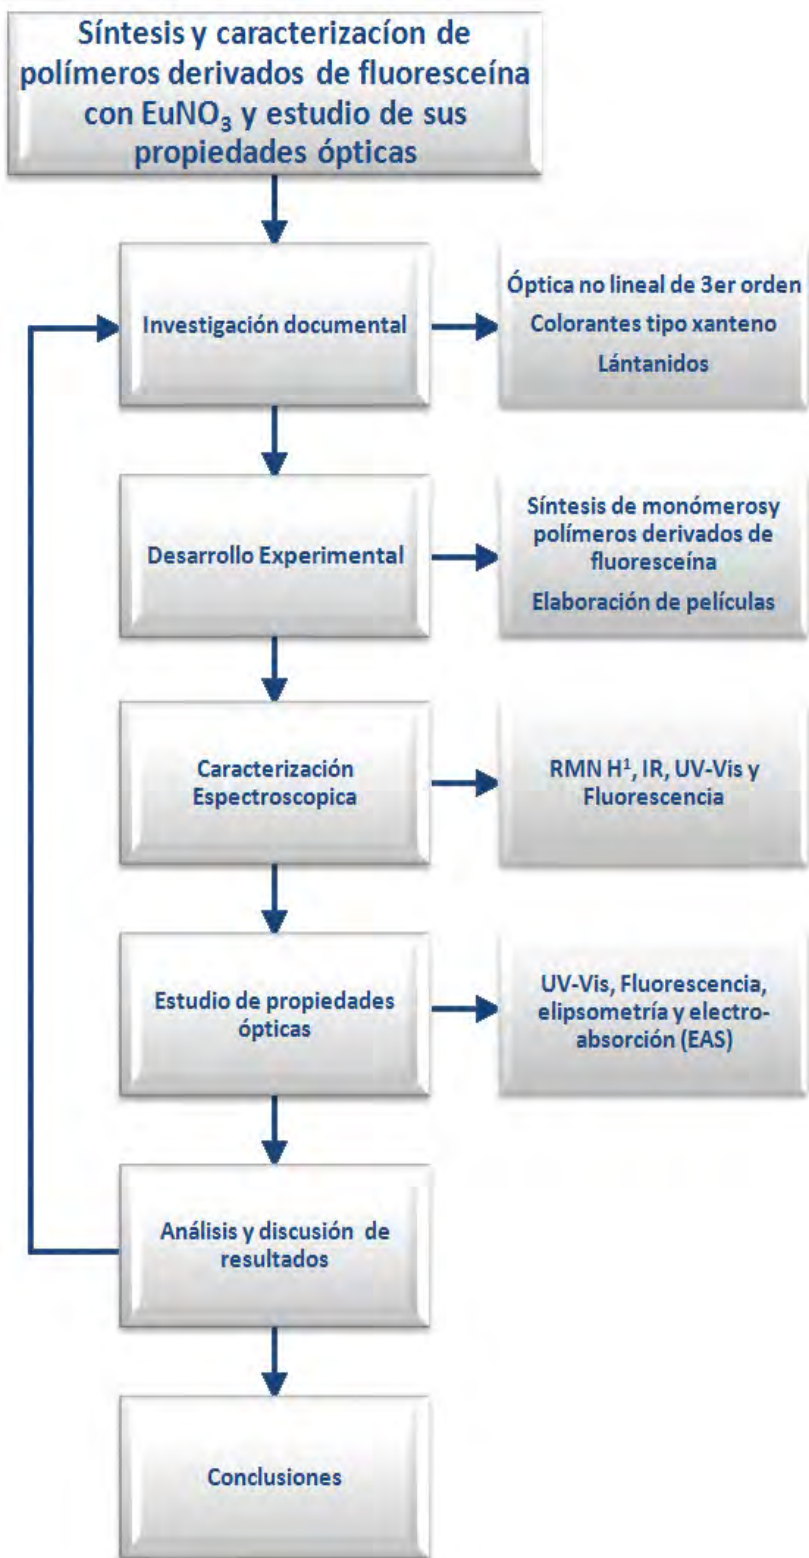 Síntesis y caracterizacíon de
polímeros derivados de fluoresceína
con EuNO₃ y estudio de sus
propiedades ópticas
Investigación documental
Óptica no lineal de 3er orden
Colorantes tipo xanteno
Lántanidos
Desarrollo Experimental
Síntesis de monómerosy
polímeros derivados de
fluoresceína
Elaboración de películas
Caracterización
Espectroscopica
RMN H¹, IR, UV-Vis y
Fluorescencia
Estudio de propiedades
ópticas
UV-Vis, Fluorescencia,
elipsometría y electro-
absorción (EAS)
Análisis y discusión de
resultados
Conclusiones